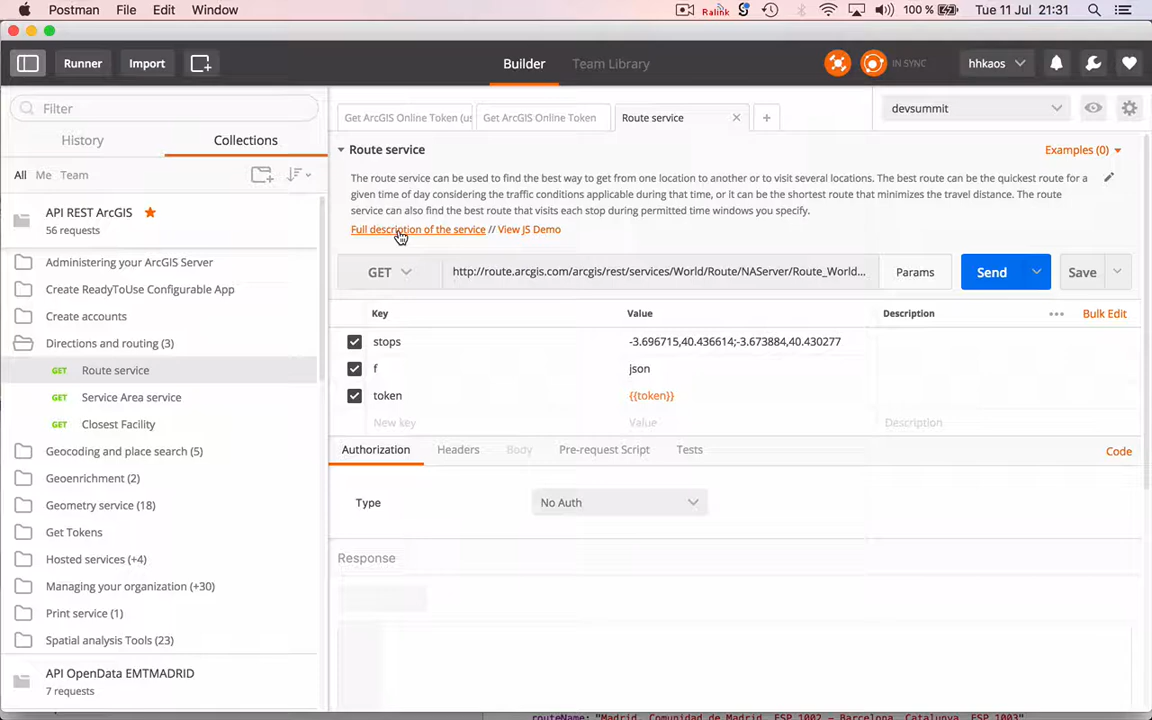 Postman File Edit Window Ralink 100 % Tue 11 Jul 21:31
Runner Import Builder Team Library IN SYNC hhkaos
Filter
Get ArcGIS Online Token (us Get ArcGIS Online Token Route service devsummit
History Collections
Route service Examples (0)
All Me Team
The route service can be used to find the best way to get from one location to another or to visit several locations. The best route can be the quickest route for a
given time of day considering the traffic conditions applicable during that time, or it can be the shortest route that minimizes the travel distance. The route
service can also find the best route that visits each stop during permitted time windows you specify.
Full description of the service // View JS Demo
API REST ArcGIS
56 requests
Administering your ArcGIS Server
Create ReadyToUse Configurable App
Create accounts
Directions and routing (3)
GET Route service
GET Service Area service
GET Closest Facility
Geocoding and place search (5)
Geoenrichment (2)
Geometry service (18)
Get Tokens
Hosted services (+4)
Managing your organization (+30)
Print service (1)
Spatial analysis Tools (23)
API OpenData EMTMADRID
7 requests
GET http://route.arcgis.com/arcgis/rest/services/World/Route/NAServer/Route_World... Params Send Save
Key Value Description Bulk Edit
stops -3.696715,40.436614;-3.673884,40.430277
f json
token {{token}}
New key Value Description
Authorization Headers Body Pre-request Script Tests Code
Type No Auth
Response
routeName: "Madrid, Comunidad de Madrid, ESP 1002 – Barcelona, Catalunya, ESP 1003"